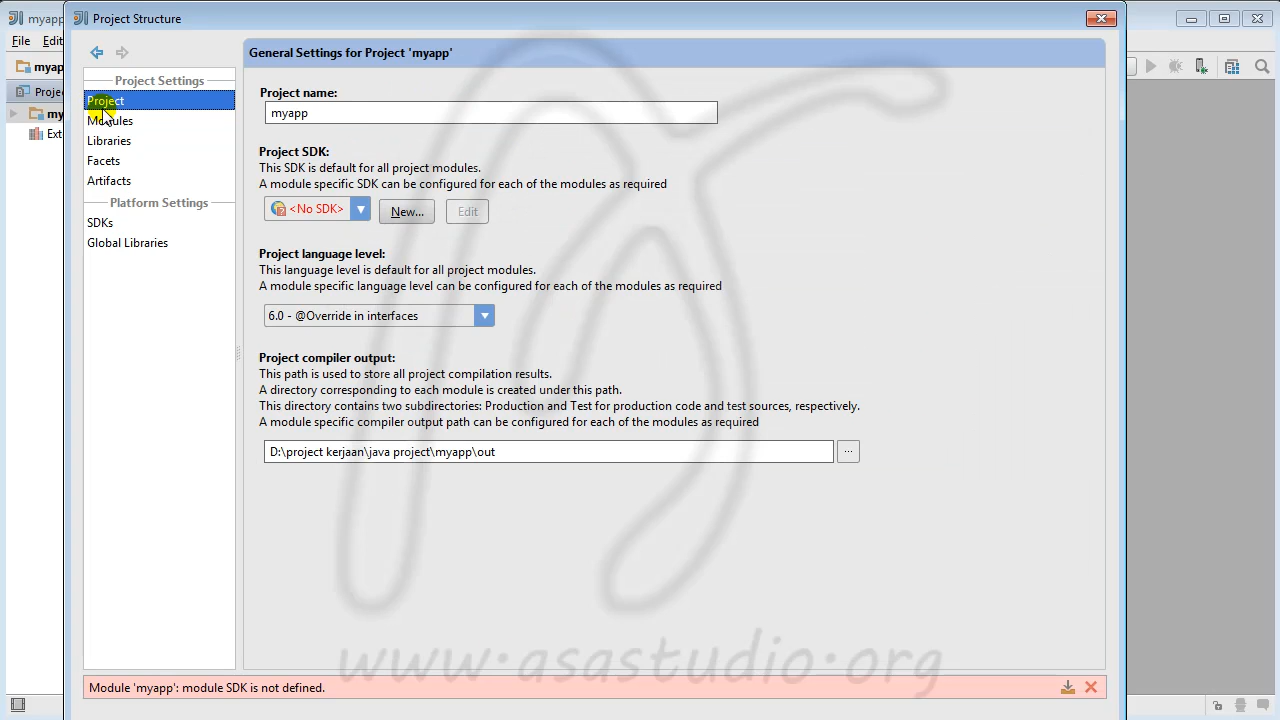 myapp
Project Structure
File
Edit
myap
Proje
my
Ext
Project Settings
Project
Modules
Libraries
Facets
Artifacts
Platform Settings
SDKs
Global Libraries
General Settings for Project 'myapp'
Project name:
myapp
Project SDK:
This SDK is default for all project modules.
A module specific SDK can be configured for each of the modules as required
<No SDK>
New...
Edit
Project language level:
This language level is default for all project modules.
A module specific language level can be configured for each of the modules as required
6.0 - @Override in interfaces
Project compiler output:
This path is used to store all project compilation results.
A directory corresponding to each module is created under this path.
This directory contains two subdirectories: Production and Test for production code and test sources, respectively.
A module specific compiler output path can be configured for each of the modules as required
D:\project kerjaan\java project\myapp\out
...
www.asastudio.org
Module 'myapp': module SDK is not defined.